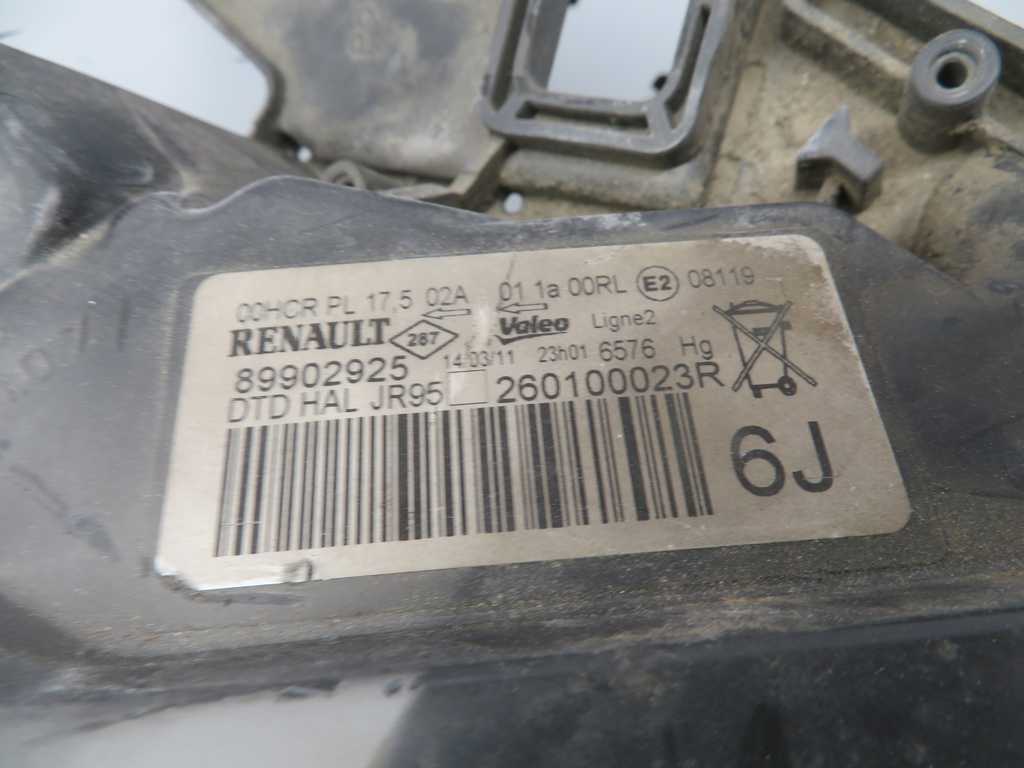 00HCR PL 17,5 02A 01 1a 00RL E2 08119
RENAULT 287 Valeo Ligne2
89902925 14/03/11 23h01 6576 Hg
DTD HAL JR95 260100023R
6J